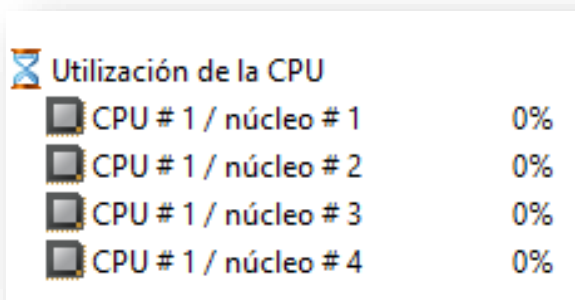 Utilización de la CPU
CPU # 1 / núcleo # 1 0%
CPU # 1 / núcleo # 2 0%
CPU # 1 / núcleo # 3 0%
CPU # 1 / núcleo # 4 0%